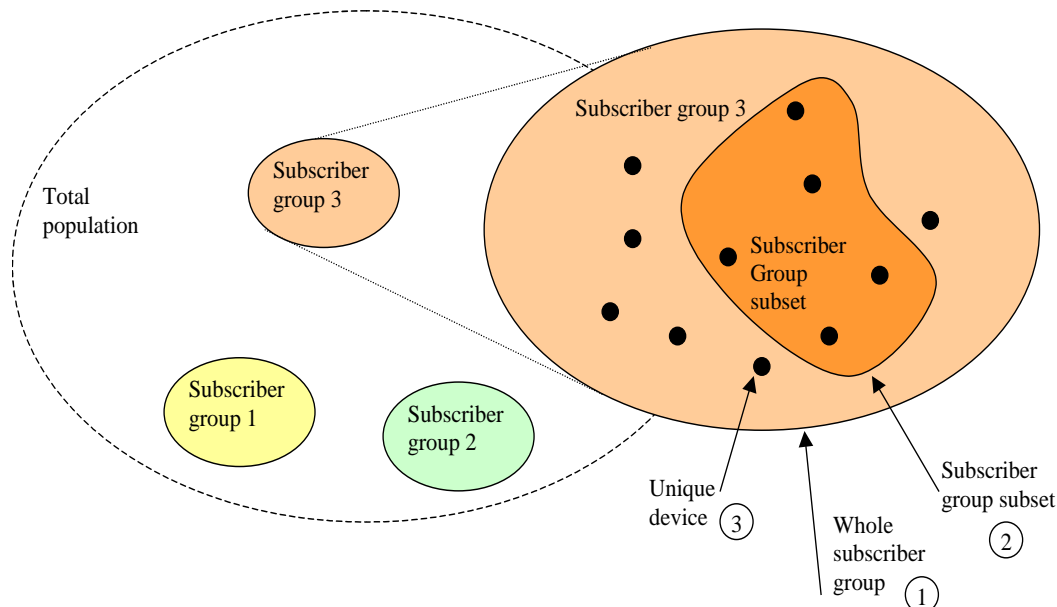 Total
population
Subscriber
group 3
Subscriber
group 1
Subscriber
group 2
Subscriber group 3
Subscriber
Group
subset
Unique
device
3
Whole
subscriber
group
1
Subscriber
group subset
2